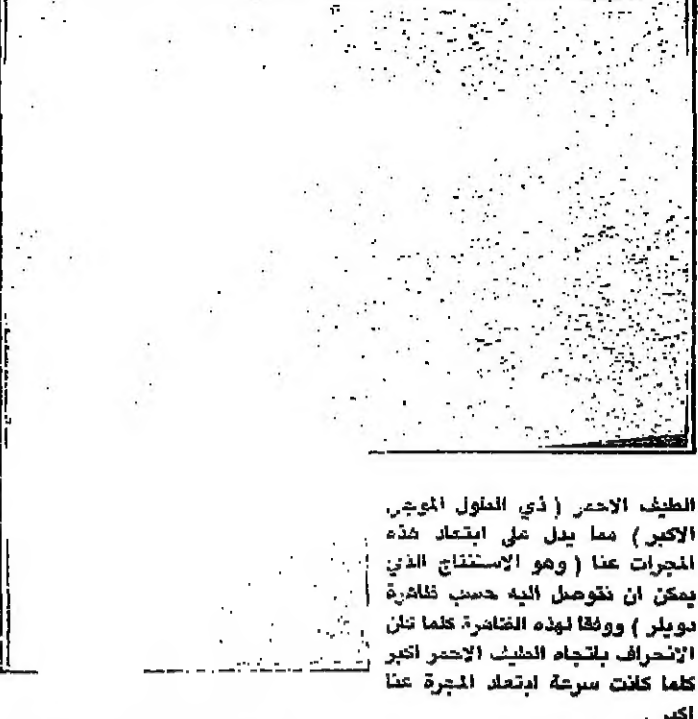 الطيف الاحمر ( ذي الطول الموجي
الاكبر ) مما يدل على ابتعاد هذه
المجرات عنا ( وهو الاستنتاج الذي
يمكن ان نتوصل اليه حسب ظاهرة
دوبلر ) ووفقا لهذه الظاهرة كلما كان
الانحراف باتجاه الطيف الاحمر اكبر
كلما كانت سرعة ابتعاد المجرة عنا
اكبر .